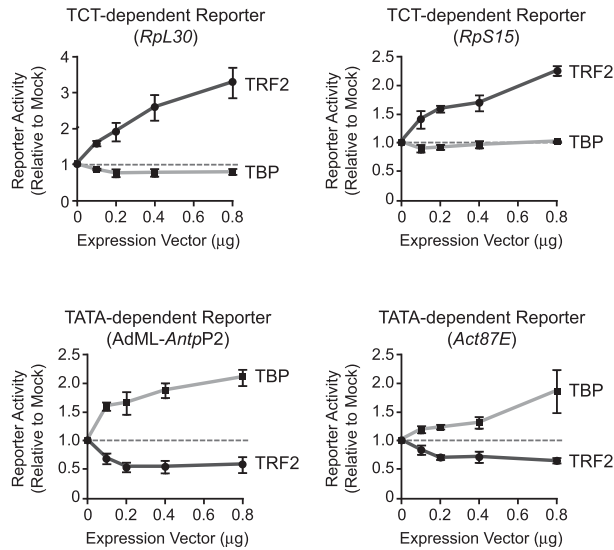 TCT-dependent Reporter
(RpL30)
Reporter Activity
(Relative to Mock)
4
3
2
1
0
TRF2
TBP
0 0.2 0.4 0.6 0.8
Expression Vector (µg)
TCT-dependent Reporter
(RpS15)
Reporter Activity
(Relative to Mock)
2.5
2.0
1.5
1.0
0.5
0
TRF2
TBP
0 0.2 0.4 0.6 0.8
Expression Vector (µg)
TATA-dependent Reporter
(AdML-AntpP2)
Reporter Activity
(Relative to Mock)
2.5
2.0
1.5
1.0
0.5
0
TBP
TRF2
0 0.2 0.4 0.6 0.8
Expression Vector (µg)
TATA-dependent Reporter
(Act87E)
Reporter Activity
(Relative to Mock)
2.5
2.0
1.5
1.0
0.5
0
TBP
TRF2
0 0.2 0.4 0.6 0.8
Expression Vector (µg)